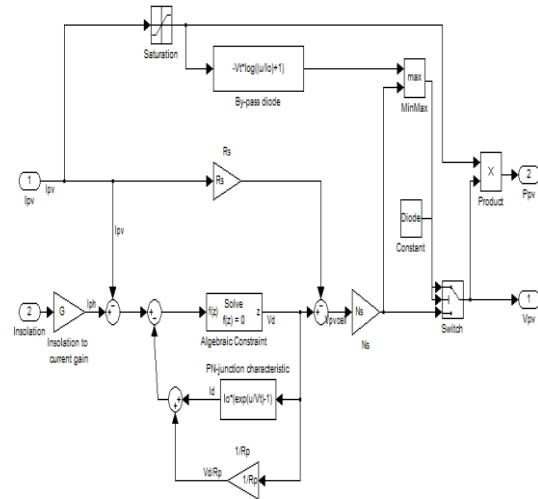 Saturation
-Vt*log((u/Io)+1)
By-pass diode
max
MinMax
1
Ipv
Ipv
Rs
Rs
X
Product
2
Ppv
Diode
Constant
Ipv
2
Insolation
G
Iph
Insolation to
current gain
f(z)
Solve
f(z) = 0
z
Algebraic Constraint
Vd
Vpvcell
Ns
Ns
Switch
1
Vpv
PN-junction characteristic
Id
Io*(exp(u/Vt)-1)
1/Rp
Vd/Rp
1/Rp